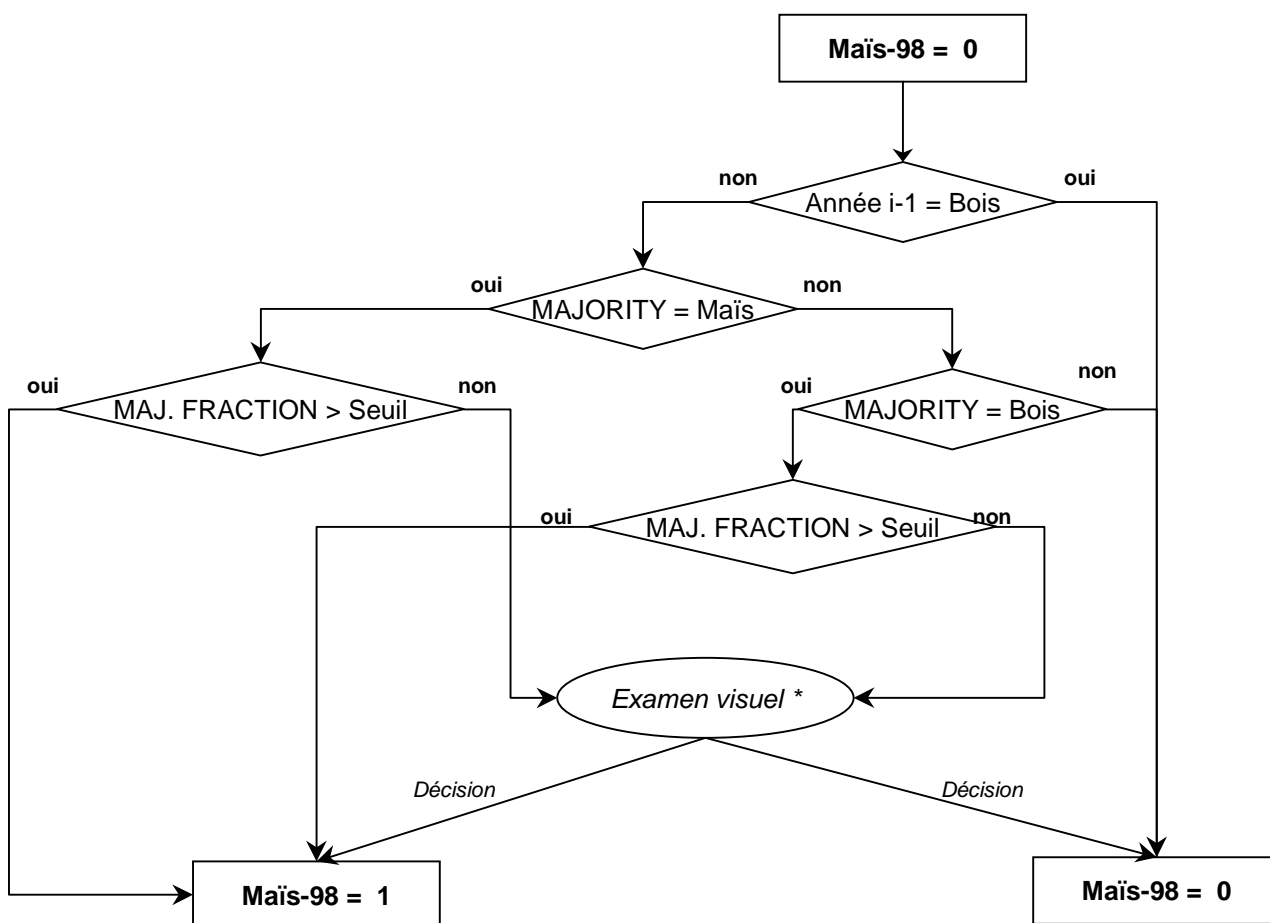 Maïs-98 = 0
non
oui
Année i-1 = Bois
oui
non
MAJORITY = Maïs
oui
non
MAJ. FRACTION > Seuil
oui
non
MAJORITY = Bois
oui
non
MAJ. FRACTION > Seuil
Examen visuel *
Décision
Décision
Maïs-98 = 1
Maïs-98 = 0